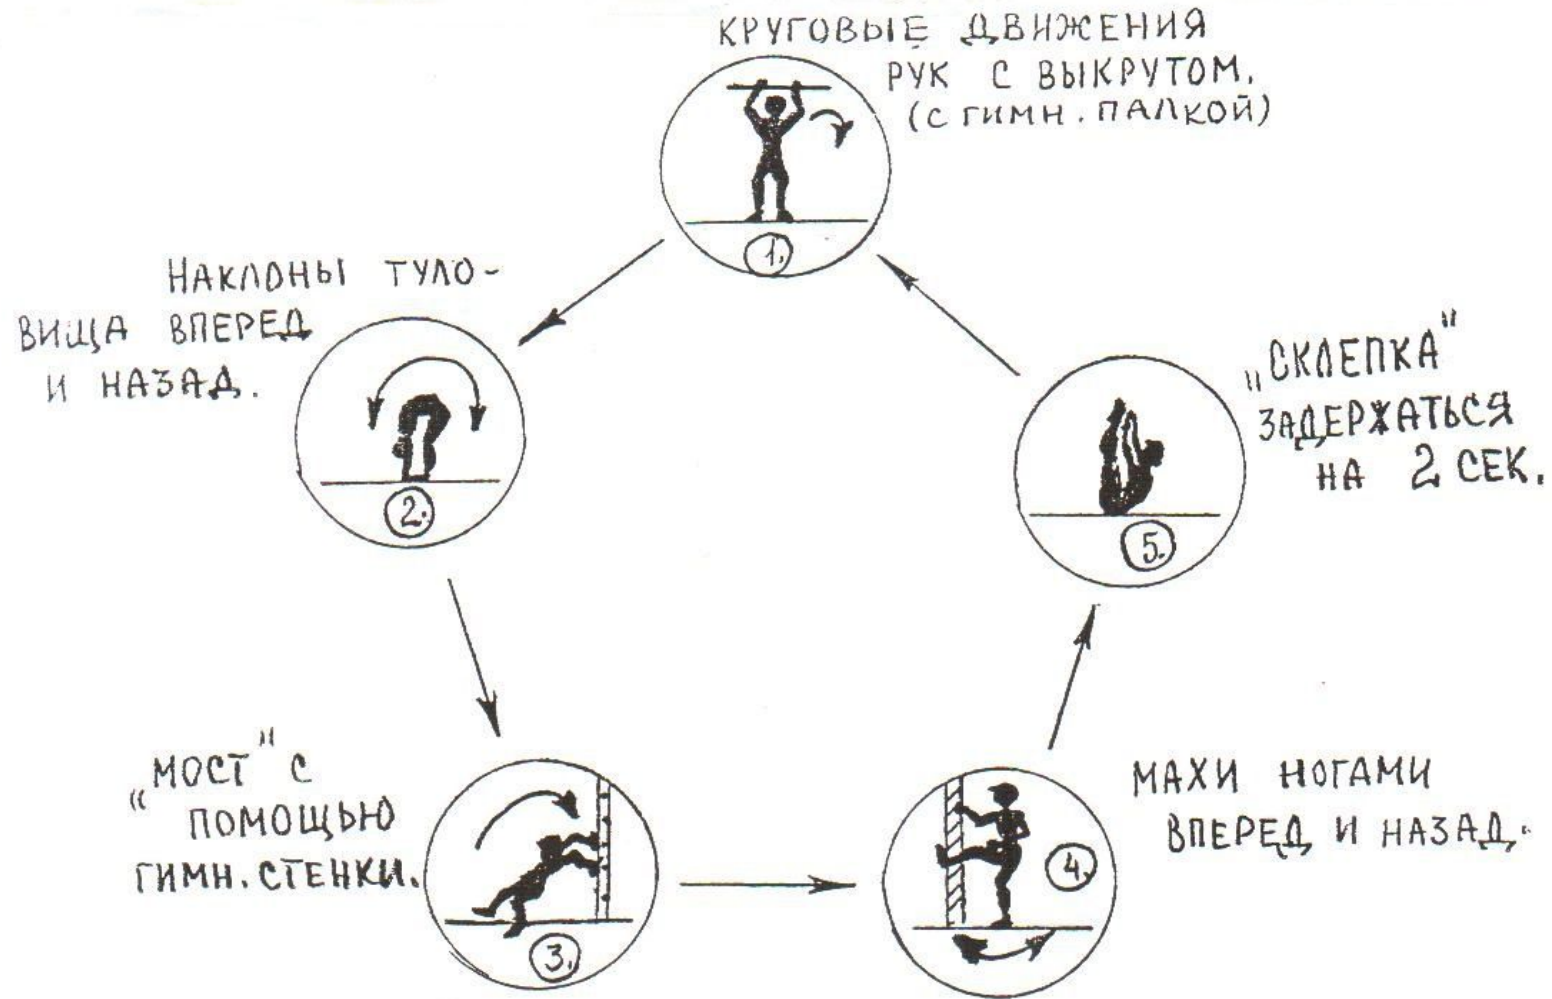 КРУГОВЫЕ ДВИЖЕНИЯ
РУК С ВЫКРУТОМ.
(С ГИМН. ПАЛКОЙ)
1.
НАКЛОНЫ ТУЛО-
ВИЩА ВПЕРЕД
И НАЗАД.
2.
„МОСТ" С
ПОМОЩЬЮ
ГИМН. СТЕНКИ.
3.
МАХИ НОГАМИ
ВПЕРЕД И НАЗАД.
4.
„СКЛЕПКА"
ЗАДЕРЖАТЬСЯ
НА 2 СЕК.
5.